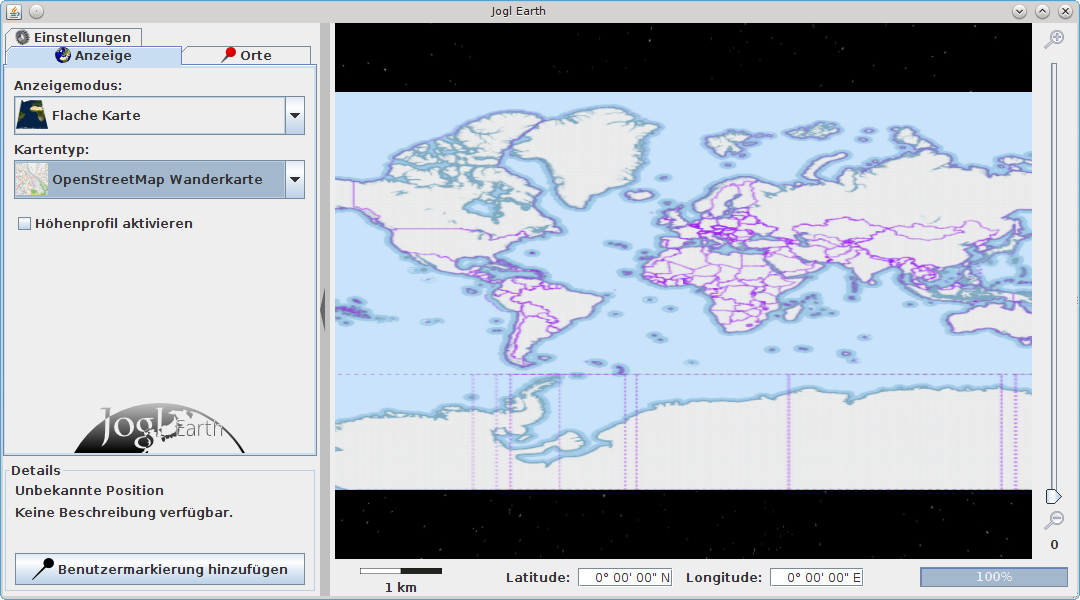 Jogl Earth
Einstellungen
Anzeige
Orte
Anzeigemodus:
Flache Karte
Kartentyp:
OpenStreetMap Wanderkarte
Höhenprofil aktivieren
Jogl Earth
Details
Unbekannte Position
Keine Beschreibung verfügbar.
Benutzermarkierung hinzufügen
1 km
Latitude: 0° 00' 00" N Longitude: 0° 00' 00" E
100%
0